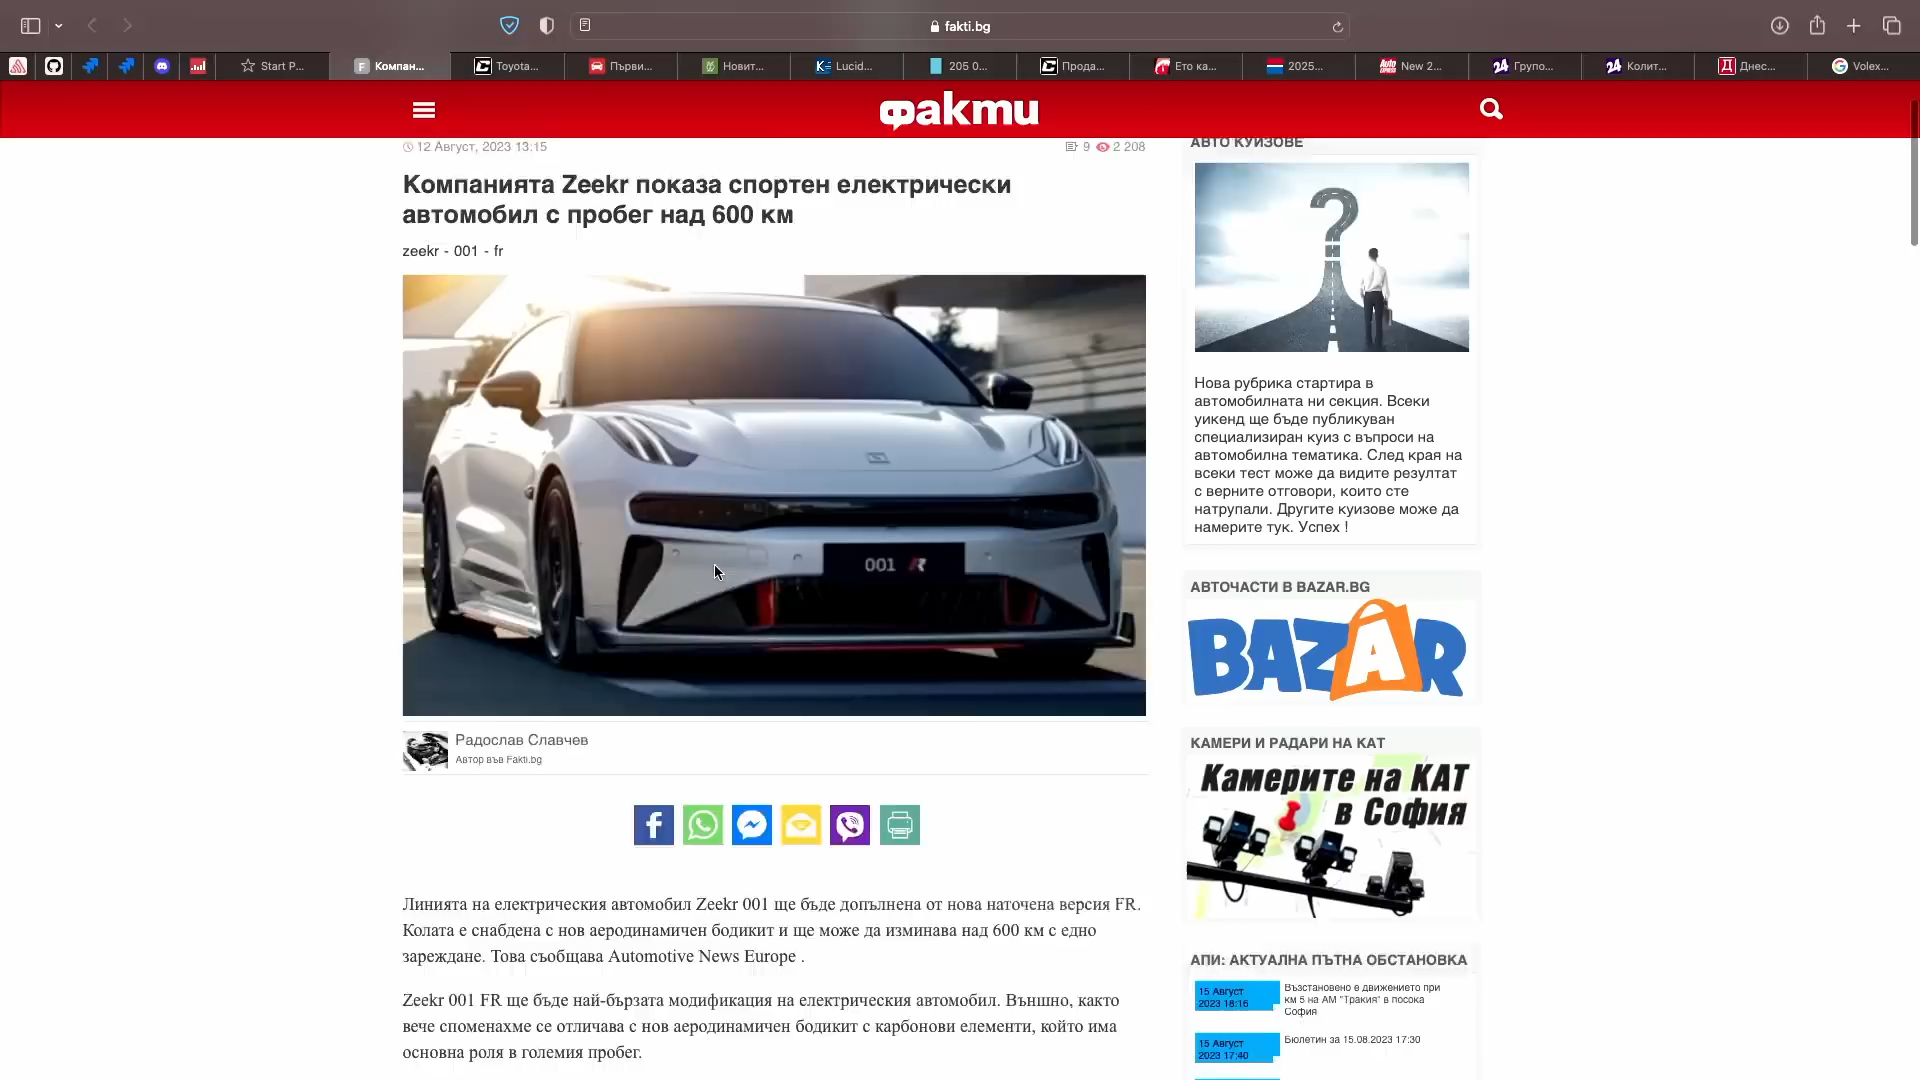 fakti.bg
Start P...
F Компан...
Toyota...
Първи...
Новит...
Lucid...
205 0...
Прода...
Ето ка...
2025...
New 2...
24 Групо...
24 Колит...
Д Днес...
G Volex...
Факти
12 Август, 2023 13:15
9 2 208
Компанията Zeekr показа спортен електрически
автомобил с пробег над 600 км
zeekr - 001 - fr
001 R
Радослав Славчев
Автор във Fakti.bg
Линията на електрическия автомобил Zeekr 001 ще бъде допълнена от нова наточена версия FR.
Колата е снабдена с нов аеродинамичен бодикит и ще може да изминава над 600 км с едно
зареждане. Това съобщава Automotive News Europe .
Zeekr 001 FR ще бъде най-бързата модификация на електрическия автомобил. Външно, както
вече споменахме се отличава с нов аеродинамичен бодикит с карбонови елементи, който има
основна роля в големия пробег.
АВТО КУИЗОВЕ
?
Нова рубрика стартира в
автомобилната ни секция. Всеки
уикенд ще бъде публикуван
специализиран куиз с въпроси на
автомобилна тематика. След края на
всеки тест може да видите резултат
с верните отговори, които сте
натрупали. Другите куизове може да
намерите тук. Успех !
АВТОЧАСТИ В BAZAR.BG
BAZAR
КАМЕРИ И РАДАРИ НА КАТ
Камерите на КАТ
в София
АПИ: АКТУАЛНА ПЪТНА ОБСТАНОВКА
15 Август
2023 18:16
Възстановено е движението при
км 5 на АМ "Тракия" в посока
София
15 Август
2023 17:40
Бюлетин за 15.08.2023 17:30